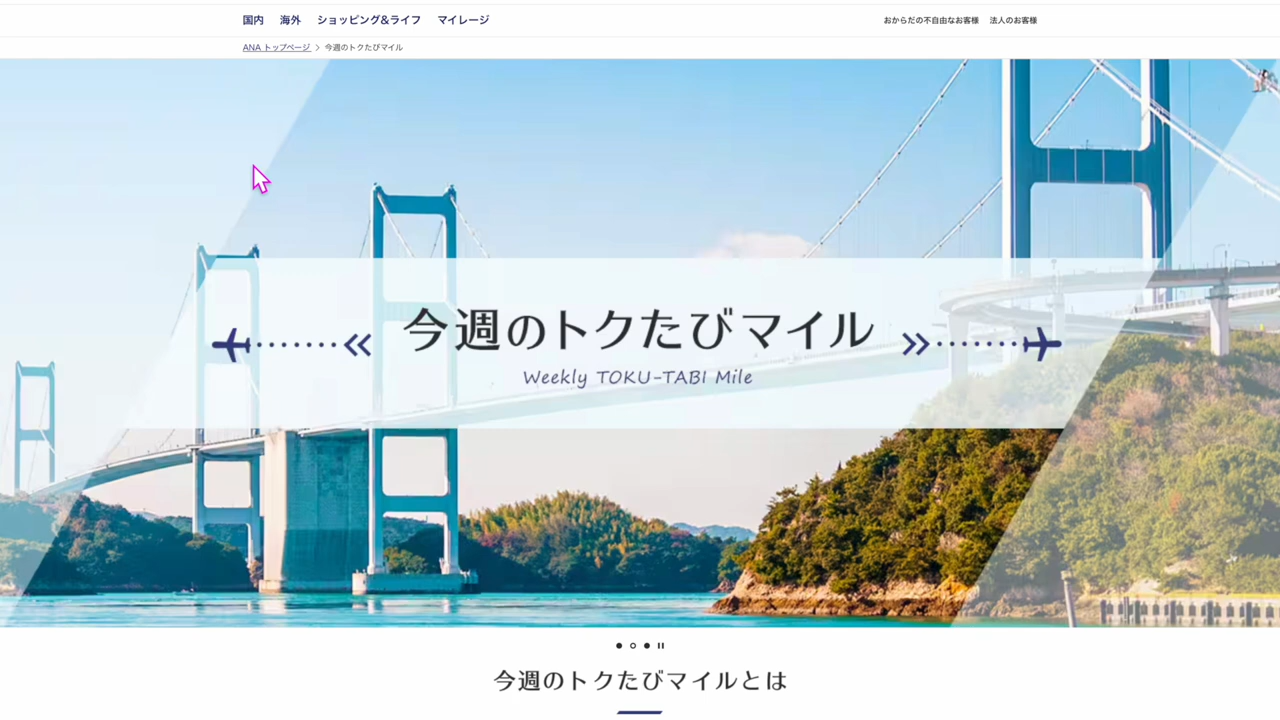 国内 海外 ショッピング&ライフ マイレージ
おからだの不自由なお客様 法人のお客様
ANA トップページ > 今週のトクたびマイル
今週のトクたびマイル
Weekly TOKU-TABI Mile
今週のトクたびマイルとは